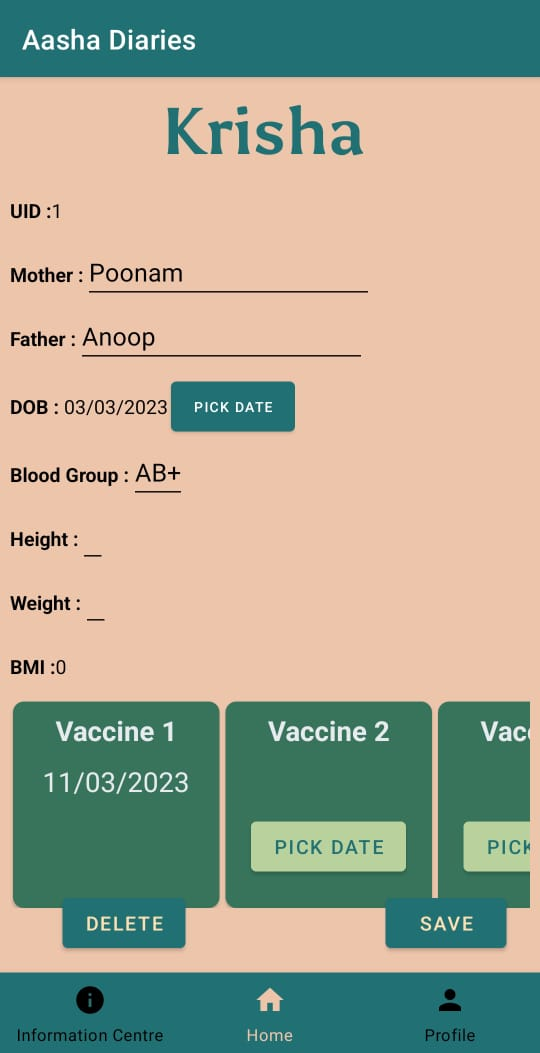 Aasha Diaries
Krisha
UID :1
Mother : Poonam
Father : Anoop
DOB : 03/03/2023 PICK DATE
Blood Group : AB+
Height :
Weight :
BMI :0
Vaccine 1
11/03/2023
Vaccine 2
PICK DATE
Vacc
PICK
DELETE
SAVE
Information Centre
Home
Profile